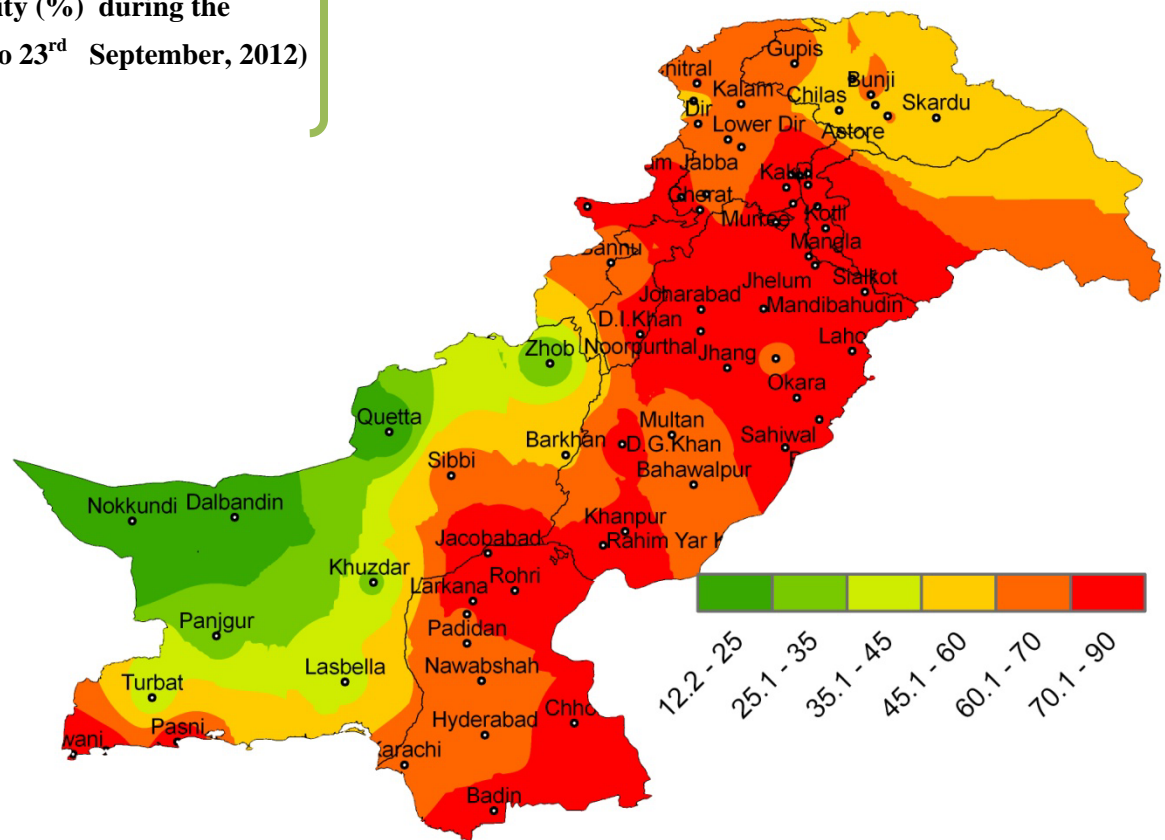 ity (%) during the
o 23rd September, 2012)
Gupis
nitral
Bunji
Kalam
Chilas
Skardu
Dir
Lower Dir
Astore
um Jabba
Kakul
Cherat
Murree
Kotli
Mangla
annu
Jhelum
Sialkot
Joharabad
Mandibahudin
D.I.Khan
Laho
Zhob
Noorpurthal
Jhang
Okara
Quetta
Multan
Barkhan
D.G.Khan
Sahiwal
Sibbi
Bahawalpur
Nokkundi
Dalbandin
Khanpur
Jacobabad
Rahim Yar K
Khuzdar
Larkana
Rohri
Panjgur
Padidan
Lasbella
Nawabshah
Turbat
Pasni
Hyderabad
Chho
wani
arachi
Badin
12.2 - 25
25.1 - 35
35.1 - 45
45.1 - 60
60.1 - 70
70.1 - 90